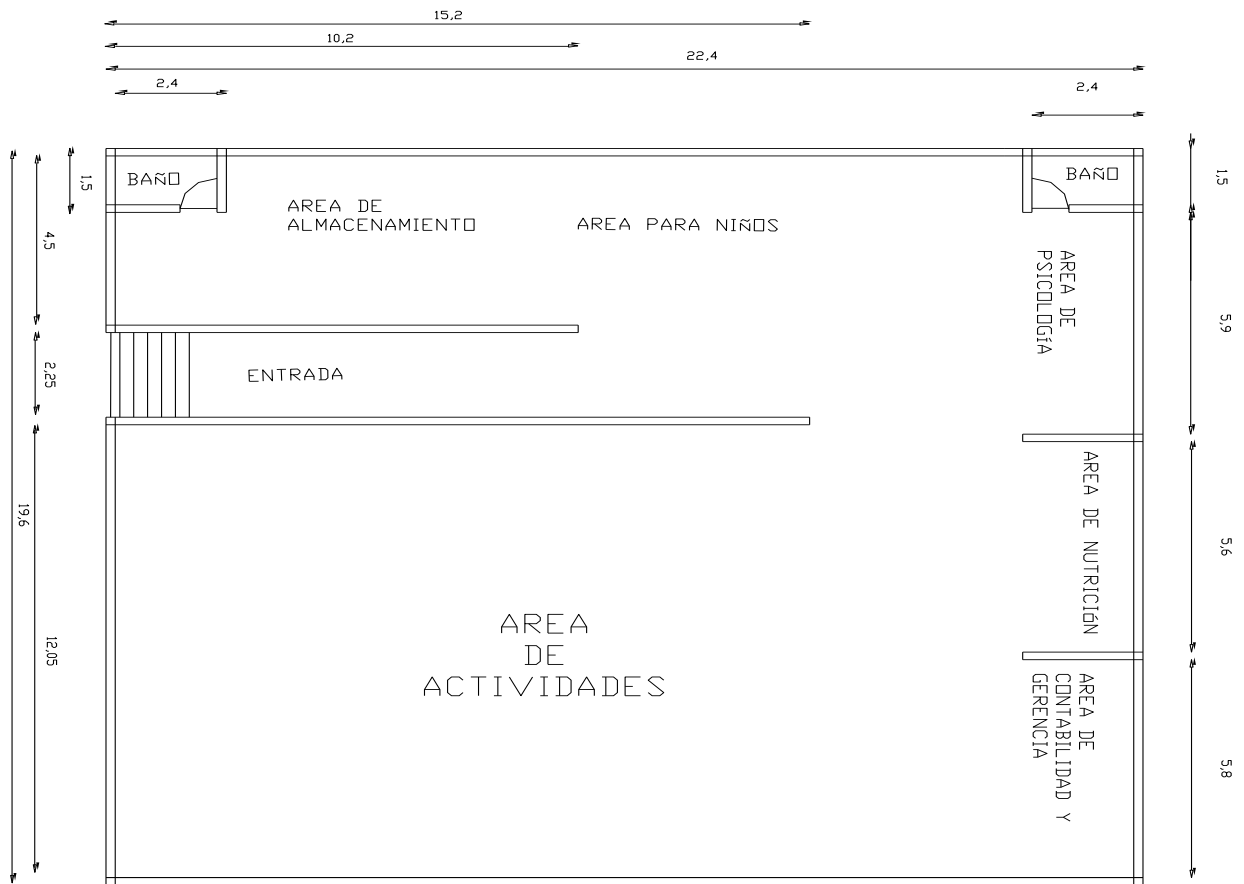 15,2
10,2
22,4
2,4
2,4
BAÑO
BAÑO
1,5
1,5
AREA DE
ALMACENAMIENTO
AREA PARA NIÑOS
4,5
AREA DE
PSICOLOGíA
5,9
ENTRADA
2,25
AREA DE NUTRICIóN
19,6
5,6
AREA
DE
ACTIVIDADES
12,05
AREA DE
CONTABILIDAD Y
GERENCIA
5,8